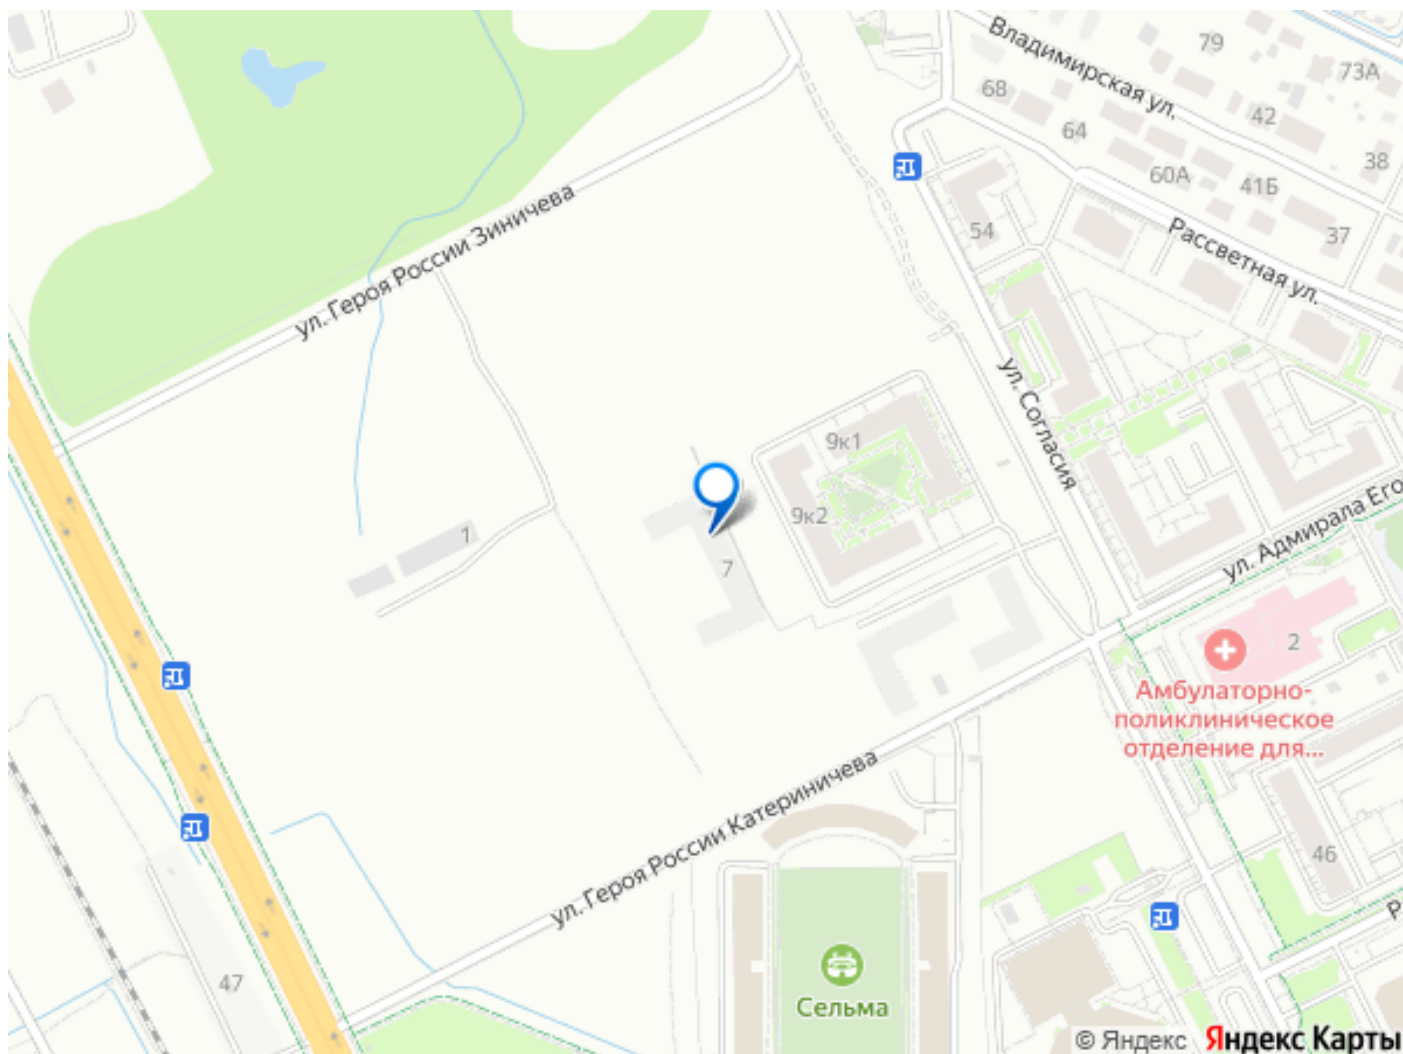 79
73А
Владимирская ул.
68
42
64
38
60А
41Б
37
54
Рассветная ул.
ул. Героя России Зиничева
ул. Согласия
9к1
9к2
1
7
ул. Адмирала Его
2
Амбулаторно-
поликлиническое
отделение для...
ул. Героя России Катериничева
46
Р
47
Сельма
© Яндекс Яндекс Карты